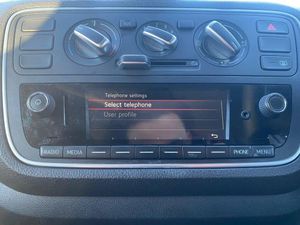 Telephone settings
Select telephone
User profile
RADIO
MEDIA
PHONE
MENU